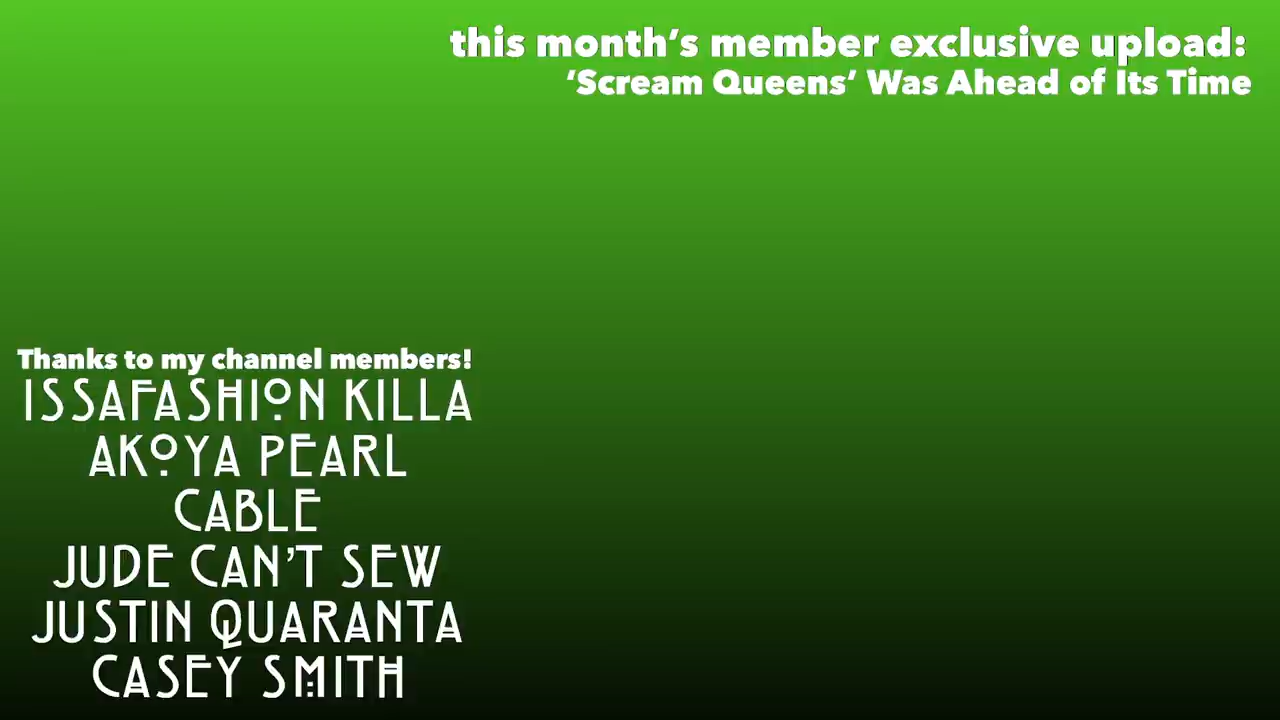 this month's member exclusive upload:
‘Scream Queens’ Was Ahead of Its Time
Thanks to my channel members!
ISSAFASHION KILLA
AKOYA PEARL
CABLE
JUDE CAN'T SEW
JUSTIN QUARANTA
CASEY SMITH